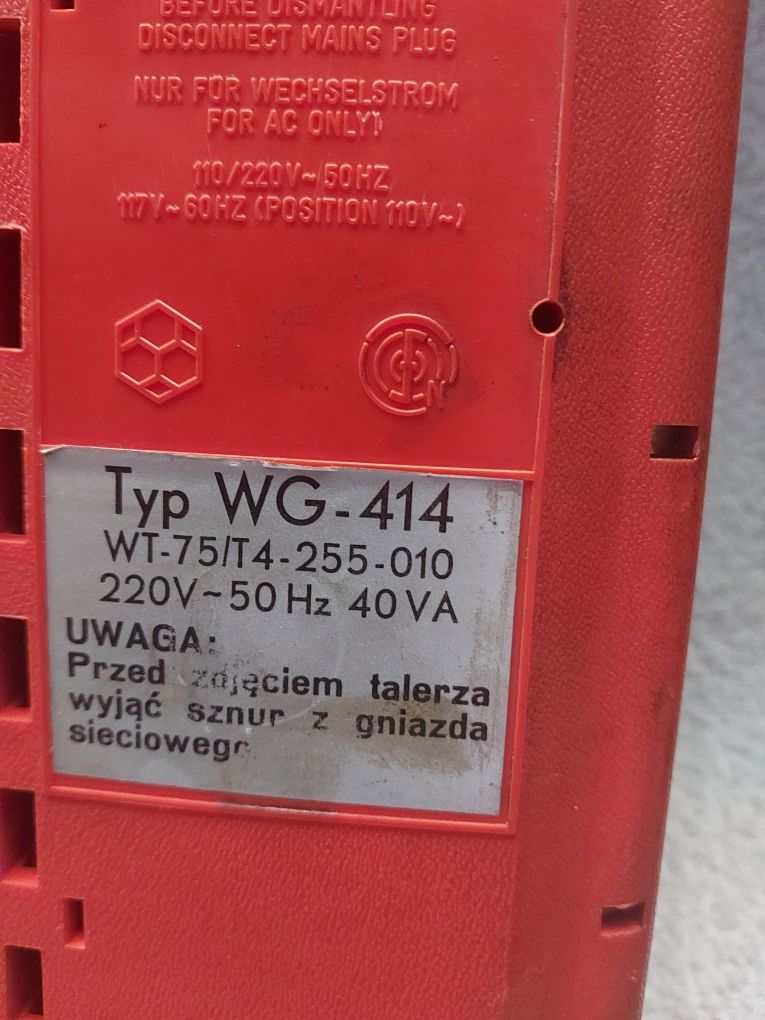 BEFORE DISMANTLING
DISCONNECT MAINS PLUG
NUR FÜR WECHSELSTROM
FOR AC ONLY!
110/220V~/50HZ
117V~60HZ (POSITION 110V~)
N
Typ WG-414
WT-75/T4-255-010
220V~50Hz 40VA
UWAGA:
Przed zdjęciem talerza
wyjąć sznur z gniazda
sieciowego